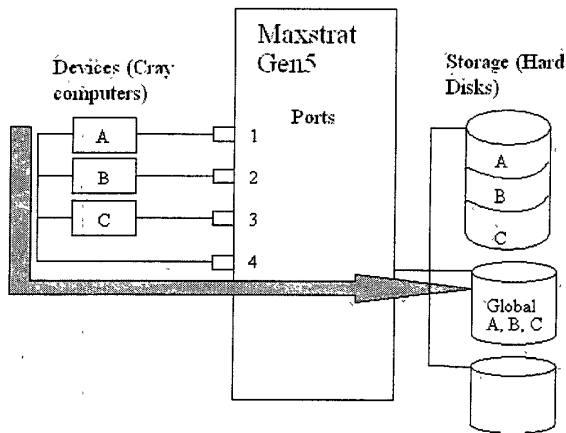 Maxstrat
Gen5
Devices (Cray
computers)
Storage (Hard
Disks)
Ports
A
1
B
2
C
3
4
A
B
C
Global
A, B, C